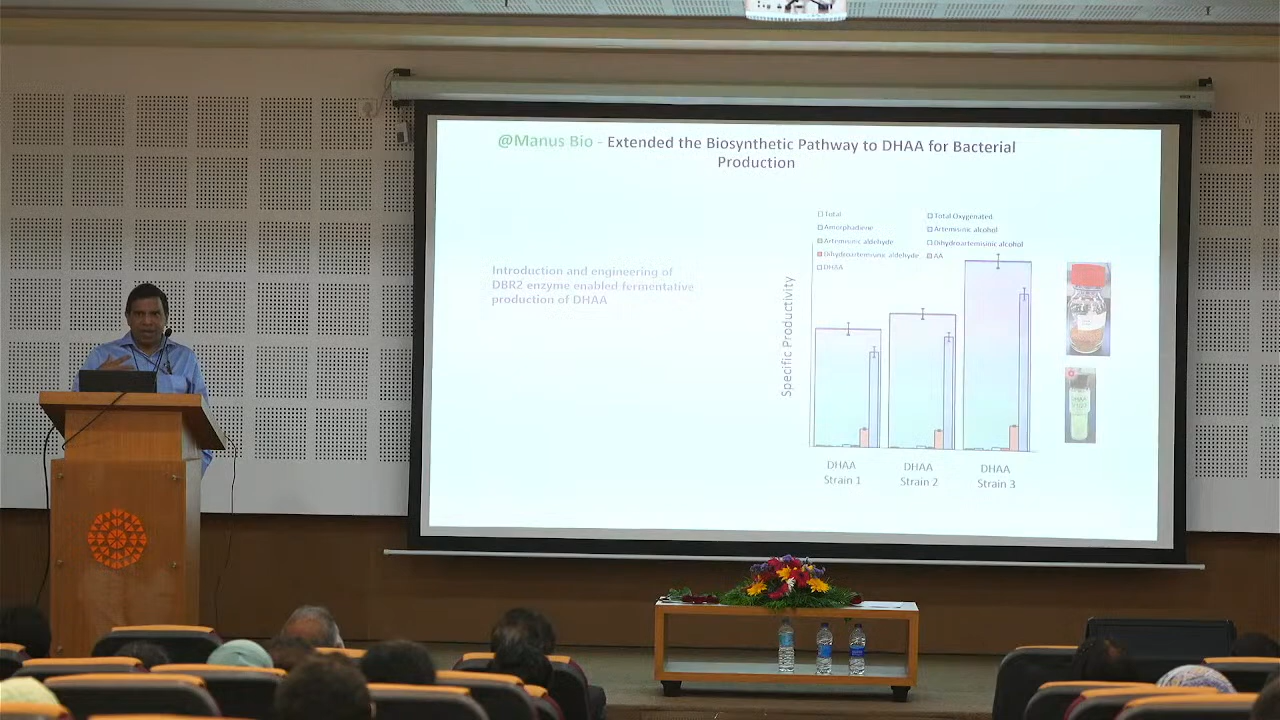 @Manus Bio - Extended the Biosynthetic Pathway to DHAA for Bacterial
Production
Introduction and engineering of
DBR2 enzyme enabled fermentative
production of DHAA
Total
Total Oxygenated
Amorphadiene
Artemisinic alcohol
Artemisinic aldehyde
Dihydroartemisinic alcohol
Dihydroartemisinic aldehyde
AA
DHAA
Specific Productivity
DHAA
Strain 1
DHAA
Strain 2
DHAA
Strain 3